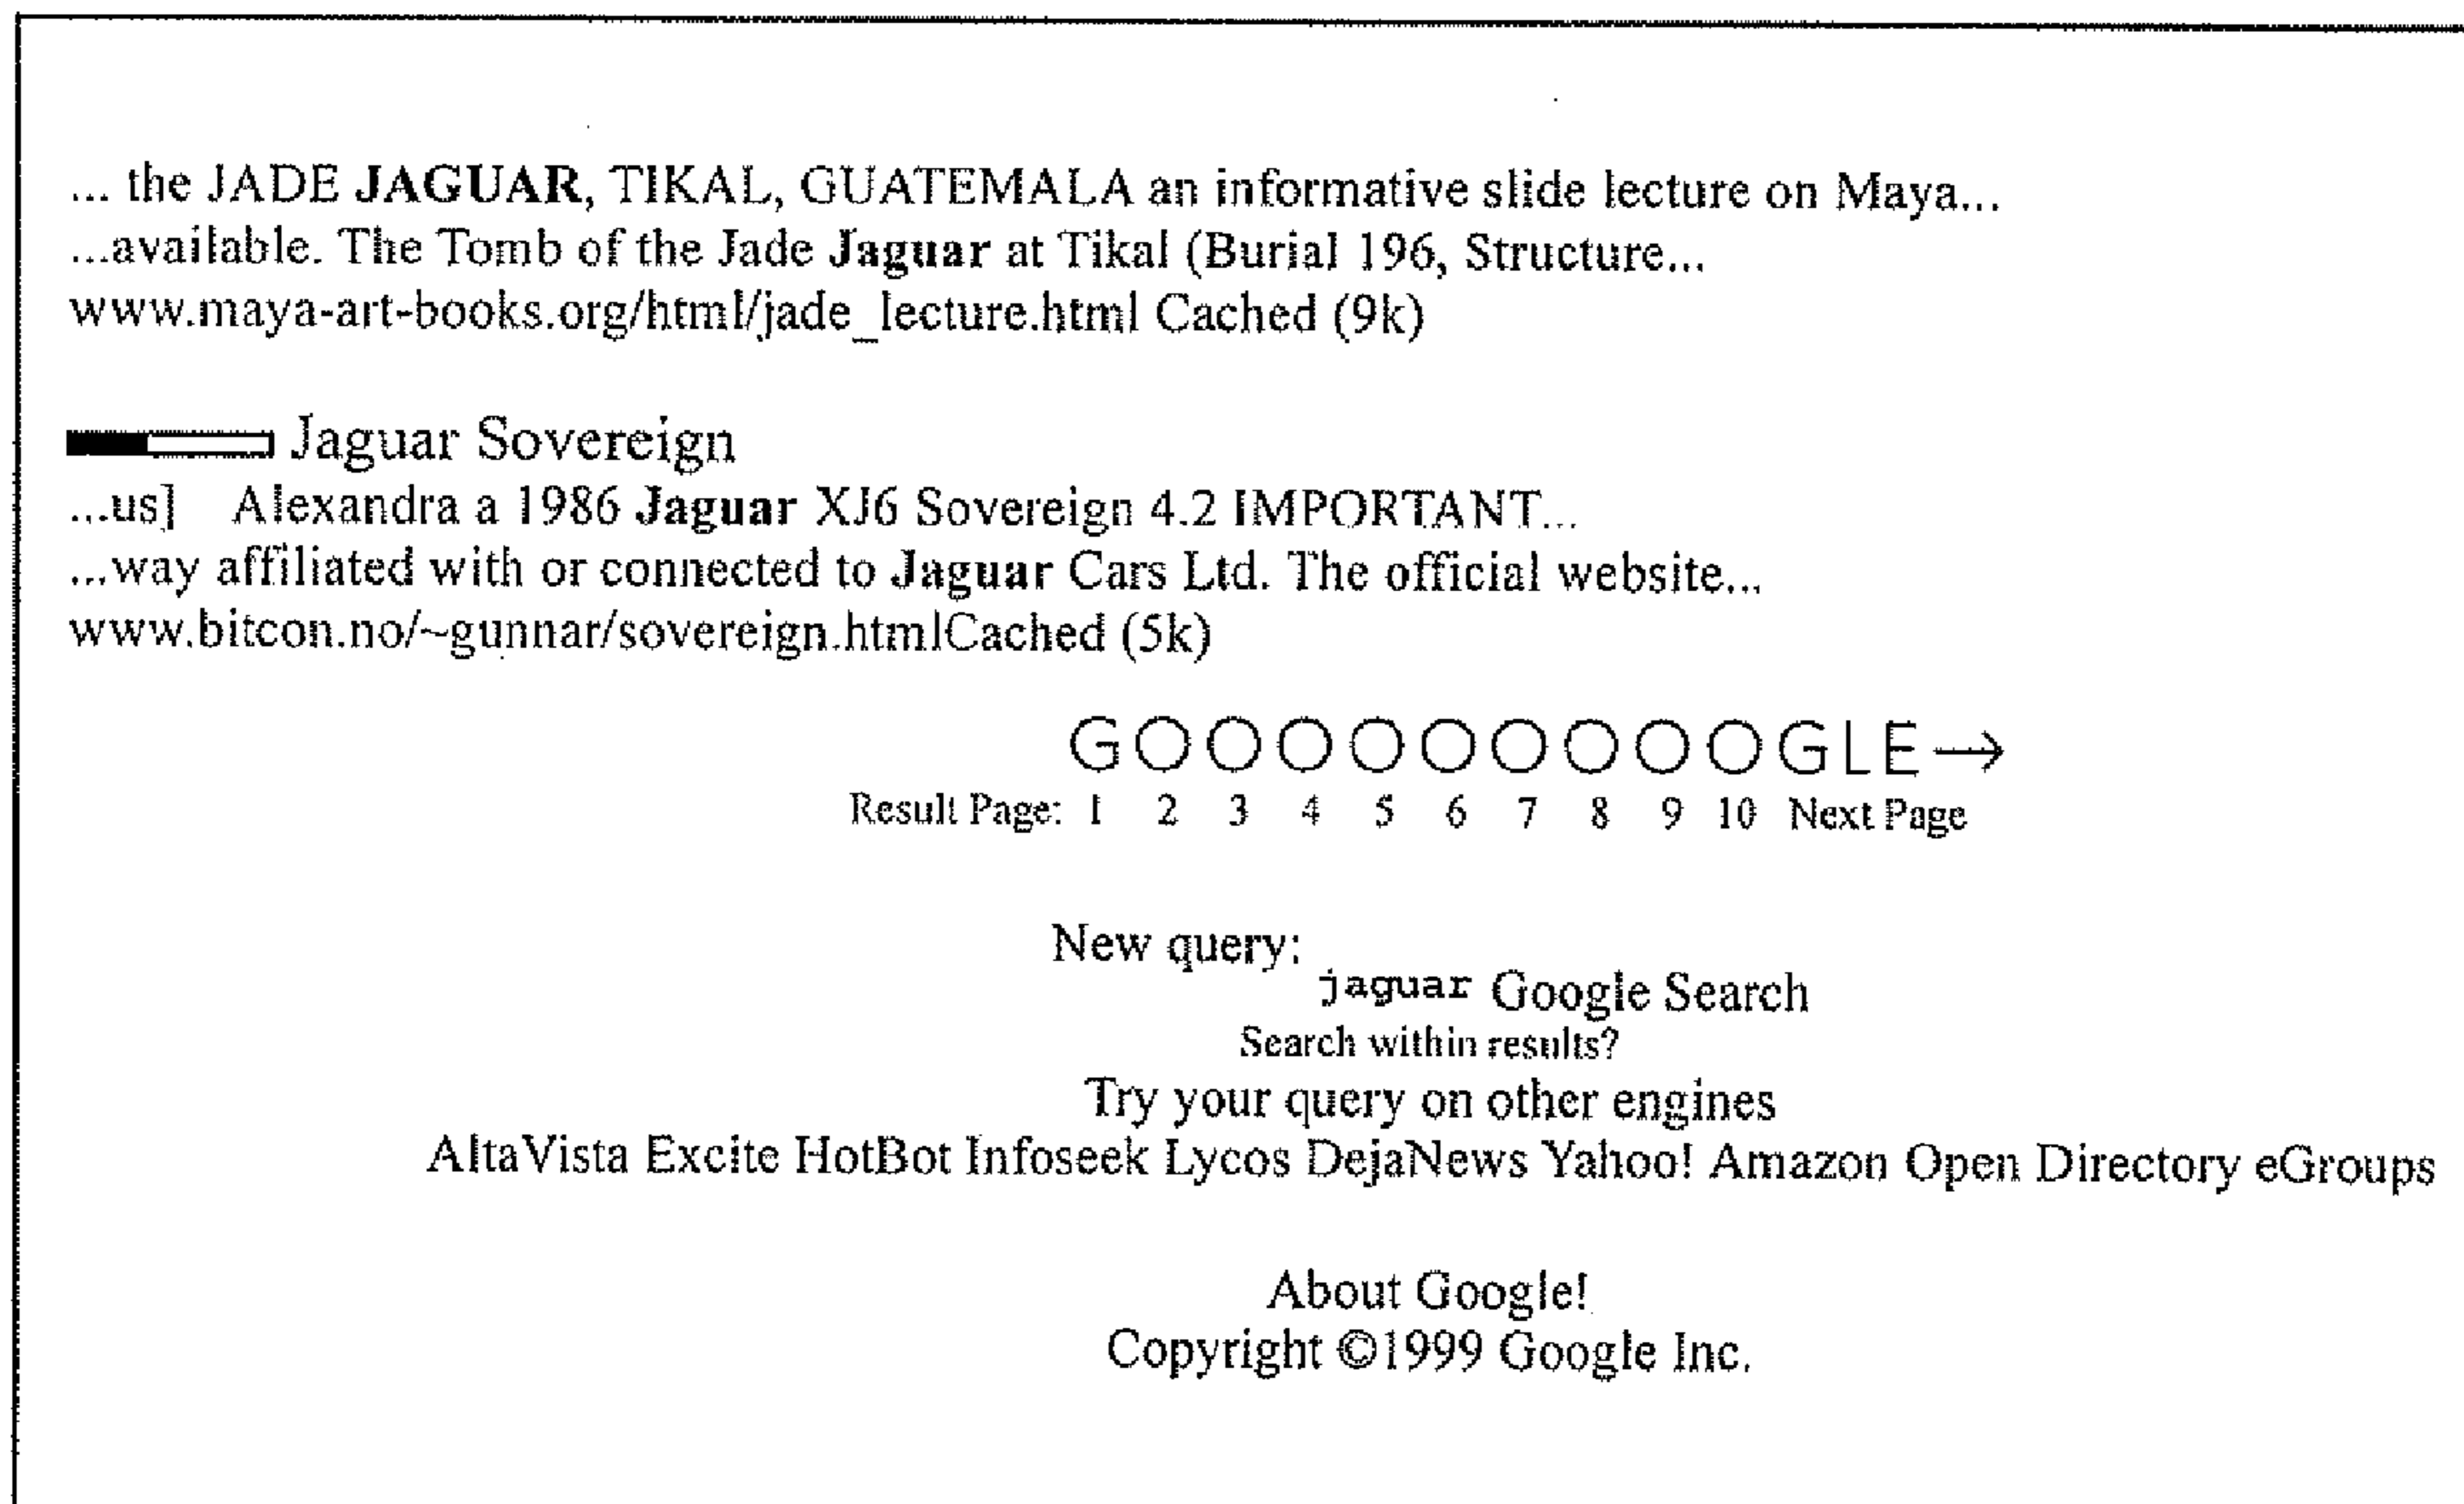 ... the JADE JAGUAR, TIKAL, GUATEMALA an informative slide lecture on Maya...
...available. The Tomb of the Jade Jaguar at Tikal (Burial 196, Structure...
www.maya-art-books.org/html/jade_lecture.html Cached (9k)
Jaguar Sovereign
...us] Alexandra a 1986 Jaguar XJ6 Sovereign 4.2 IMPORTANT...
...way affiliated with or connected to Jaguar Cars Ltd. The official website...
www.bitcon.no/~gunnar/sovereign.htmlCached (5k)
GOOOOOOOOOGLE→
Result Page: 1 2 3 4 5 6 7 8 9 10 Next Page
New query:
jaguar Google Search
Search within results?
Try your query on other engines
AltaVista Excite HotBot Infoseek Lycos DejaNews Yahoo! Amazon Open Directory eGroups
About Google!
Copyright ©1999 Google Inc.